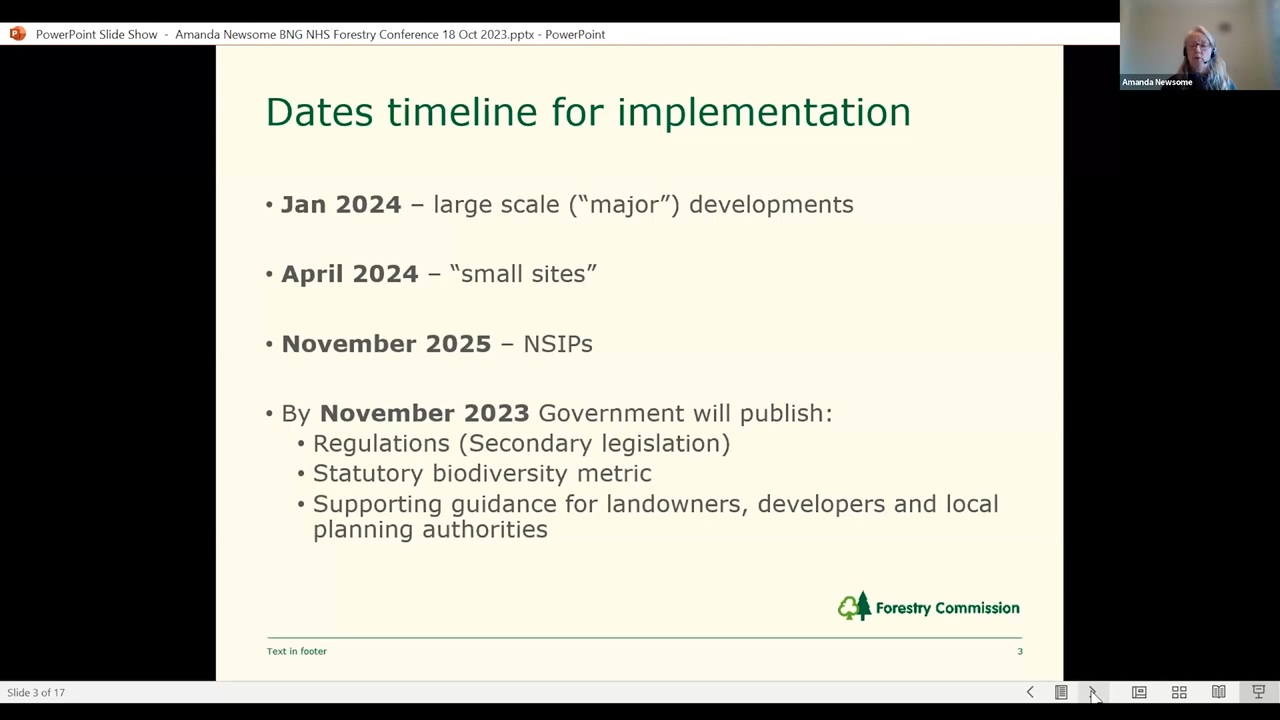 PowerPoint Slide Show - Amanda Newsome BNG NHS Forestry Conference 18 Oct 2023.pptx - PowerPoint
Amanda Newsome
Dates timeline for implementation
• Jan 2024 – large scale (“major”) developments
• April 2024 – “small sites”
• November 2025 – NSIPs
• By November 2023 Government will publish:
• Regulations (Secondary legislation)
• Statutory biodiversity metric
• Supporting guidance for landowners, developers and local
planning authorities
Forestry Commission
Text in footer
3
Slide 3 of 17